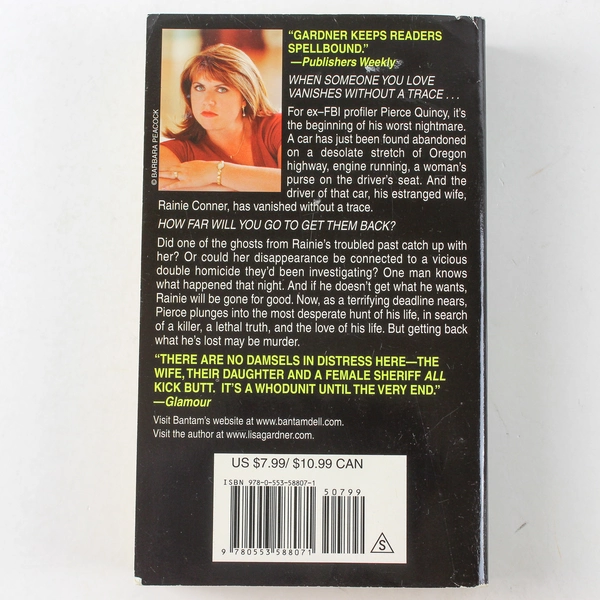 "GARDNER KEEPS READERS
SPELLBOUND."
—Publishers Weekly
WHEN SOMEONE YOU LOVE
VANISHES WITHOUT A TRACE . . .
© BARBARA PEACOCK
For ex–FBI profiler Pierce Quincy, it's
the beginning of his worst nightmare.
A car has just been found abandoned
on a desolate stretch of Oregon
highway, engine running, a woman's
purse on the driver's seat. And the
driver of that car, his estranged wife,
Rainie Conner, has vanished without a trace.
HOW FAR WILL YOU GO TO GET THEM BACK?
Did one of the ghosts from Rainie's troubled past catch up with
her? Or could her disappearance be connected to a vicious
double homicide they'd been investigating? One man knows
what happened that night. And if he doesn't get what he wants,
Rainie will be gone for good. Now, as a terrifying deadline nears,
Pierce plunges into the most desperate hunt of his life, in search
of a killer, a lethal truth, and the love of his life. But getting back
what he's lost may be murder.
"THERE ARE NO DAMSELS IN DISTRESS HERE—THE
WIFE, THEIR DAUGHTER AND A FEMALE SHERIFF ALL
KICK BUTT. IT'S A WHODUNIT UNTIL THE VERY END."
—Glamour
Visit Bantam's website at www.bantamdell.com.
Visit the author at www.lisagardner.com.
US $7.99/ $10.99 CAN
ISBN 978-0-553-58807-1
50799
9 780553 588071
S